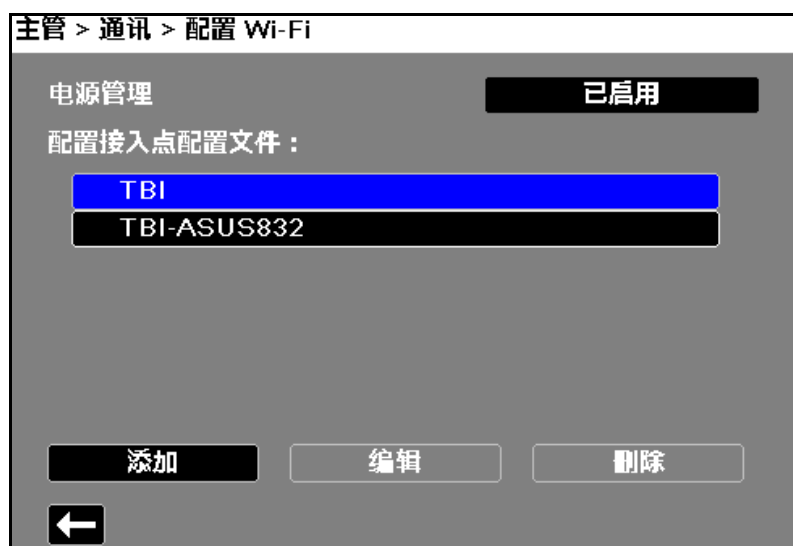 主管 > 通讯 > 配置 Wi-Fi
电源管理 已启用
配置接入点配置文件：
TBI
TBI-ASUS832
添加 编辑 删除